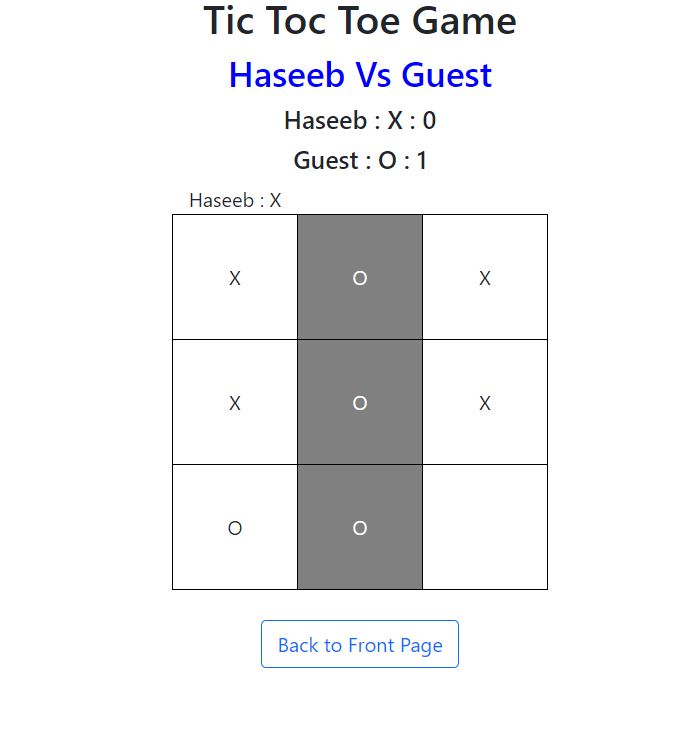 Tic Toc Toe Game
Haseeb Vs Guest
Haseeb : X : 0
Guest : O : 1
Haseeb : X
X O X
X O X
O O
Back to Front Page